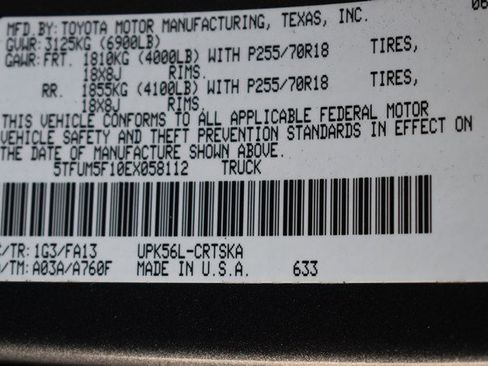 06
MFD. BY: TOYOTA MOTOR MANUFACTURING, TEXAS, INC.
GVWR: 3125KG (6900LB)
GAWR: FRT. 1810KG (4000LB) WITH P255/70R18 TIRES,
18X8J RIMS.
RR. 1855KG (4100LB) WITH P255/70R18 TIRES,
18X8J RIMS.
THIS VEHICLE CONFORMS TO ALL APPLICABLE FEDERAL MOTOR
VEHICLE SAFETY AND THEFT PREVENTION STANDARDS IN EFFECT ON
THE DATE OF MANUFACTURE SHOWN ABOVE.
5TFUM5F10EX058112 TRUCK
C/TR: 1G3/FA13 UPK56L-CRTSKA
/TM: A03A/A760F MADE IN U.S.A. 633